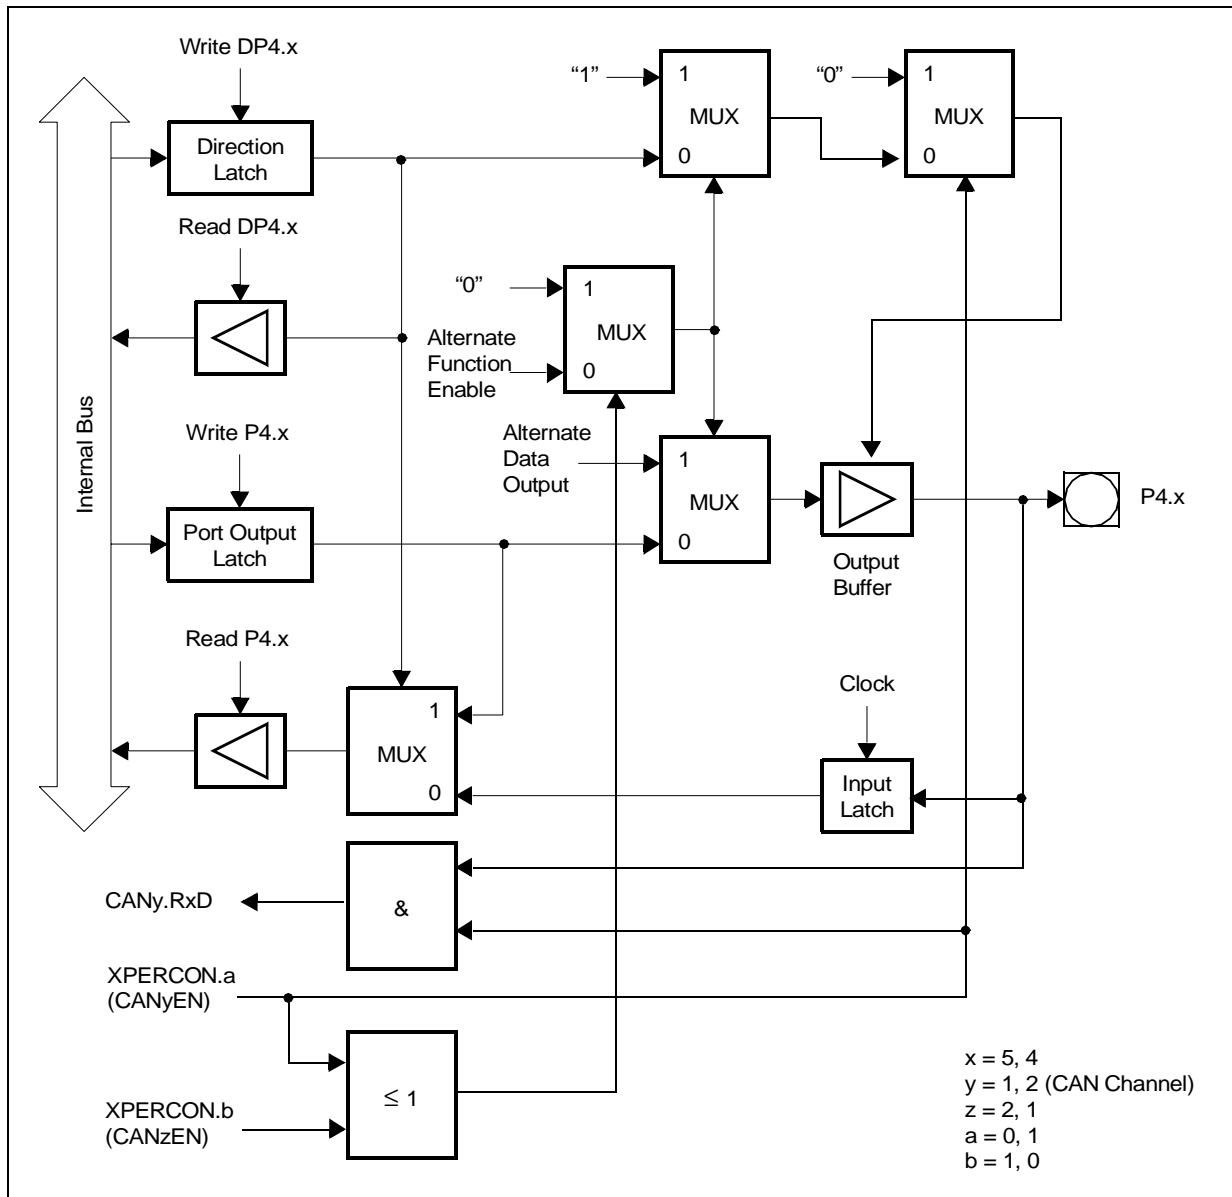 Write DP4.x
Direction
Latch
Read DP4.x
Internal Bus
Write P4.x
Port Output
Latch
Read P4.x
“1”
1
MUX
0
“0”
1
MUX
0
“0”
1
MUX
0
Alternate
Function
Enable
Alternate
Data
Output
1
MUX
0
Output
Buffer
P4.x
1
MUX
0
Clock
Input
Latch
CANy.RxD
&
XPERCON.a
(CANyEN)
XPERCON.b
(CANzEN)
≤ 1
x = 5, 4
y = 1, 2 (CAN Channel)
z = 2, 1
a = 0, 1
b = 1, 0